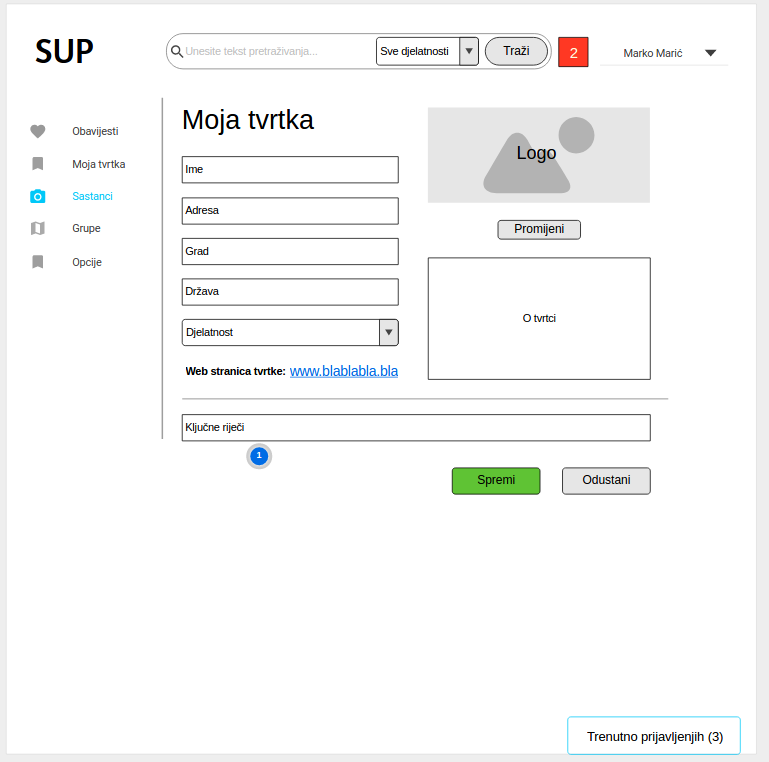 SUP
Unesite tekst pretraživanja...
Sve djelatnosti
Traži
2
Marko Marić
Obavijesti
Moja tvrtka
Sastanci
Grupe
Opcije
Moja tvrtka
Ime
Adresa
Grad
Država
Djelatnost
Web stranica tvrtke: www.blablabla.bla
Logo
Promijeni
O tvrtci
Ključne riječi
1
Spremi
Odustani
Trenutno prijavljenjih (3)